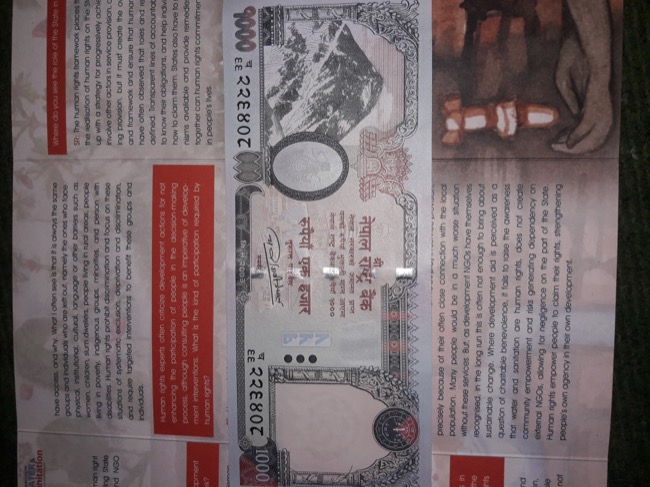 WATER &
Sanitation
man right
ing State
nd NGO
opment
rk?
have access, and why. What I often see is that it is always the same
groups and individuals who are left out, namely the ones who face
physical, institutional, cultural, language or other barriers such as
women, children, slum dwellers, people living in rural areas, people
living in poverty, indigenous groups, minorities, and person with
disabilities. Human rights prohibit discrimination and focus on these
situations of systematic exclusion, deprivation and discrimination,
and require targeted interventions to benefit these groups and
individuals.
Human rights experts often criticize development actions for not
enhancing the participation of people in the decision-making
process, although consulting people is an imperative of develop-
ment interventions. What is the kind of participation required by
human rights?
Where do you see the role of the State in
SR: The human rights framework places t
the realisation of human rights on the St
up with a strategy for progressively achie
involve other actors in service provision, c
ing provision, but it must create the ov
and framework and ensure that human
have often observed that roles and re
defined. Transparent lines of accountab
to know their obligations, and help indivi
how to claim them. States also have to
nisms available and provide remedie
together can human rights commitmen
in people's lives.
श्री
नेपाल राष्ट्र बैंक
रुपैयाँ एक हजार
१०००
s in
the
hts
nd
on,
ble
not
precisely because of their often close connection with the local
population. Many people would be in a much worse situation
without these services. But, as development NGOs have themselves
recognised, in the long run this is often not enough to bring about
sustainable change. Where development aid is perceived as a
question of charitable benevolence, it fails to raise the awareness
that water and sanitation are human rights, does not create
community empowerment and risks generating dependency on
external NGOs, allowing for negligence on the part of the State.
Human rights empower people to claim their rights, strengthening
people's own agency in their own development.